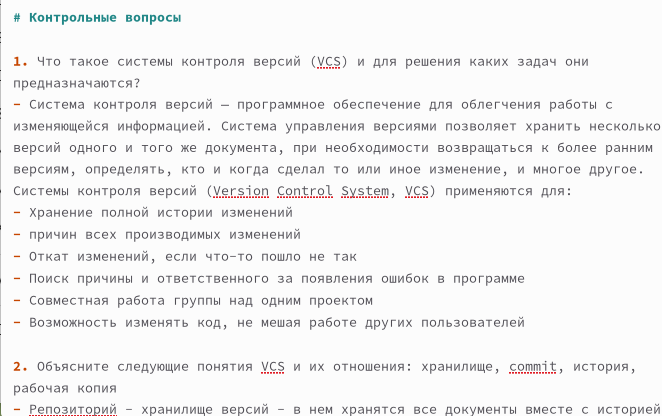 # Контрольные вопросы
1. Что такое системы контроля версий (VCS) и для решения каких задач они
предназначаются?
- Система контроля версий — программное обеспечение для облегчения работы с
изменяющейся информацией. Система управления версиями позволяет хранить несколько
версий одного и того же документа, при необходимости возвращаться к более ранним
версиям, определять, кто и когда сделал то или иное изменение, и многое другое.
Системы контроля версий (Version Control System, VCS) применяются для:
- Хранение полной истории изменений
- причин всех производимых изменений
- Откат изменений, если что-то пошло не так
- Поиск причины и ответственного за появления ошибок в программе
- Совместная работа группы над одним проектом
- Возможность изменять код, не мешая работе других пользователей
2. Объясните следующие понятия VCS и их отношения: хранилище, commit, история,
рабочая копия
- Репозиторий - хранилище версий - в нем хранятся все документы вместе с историей